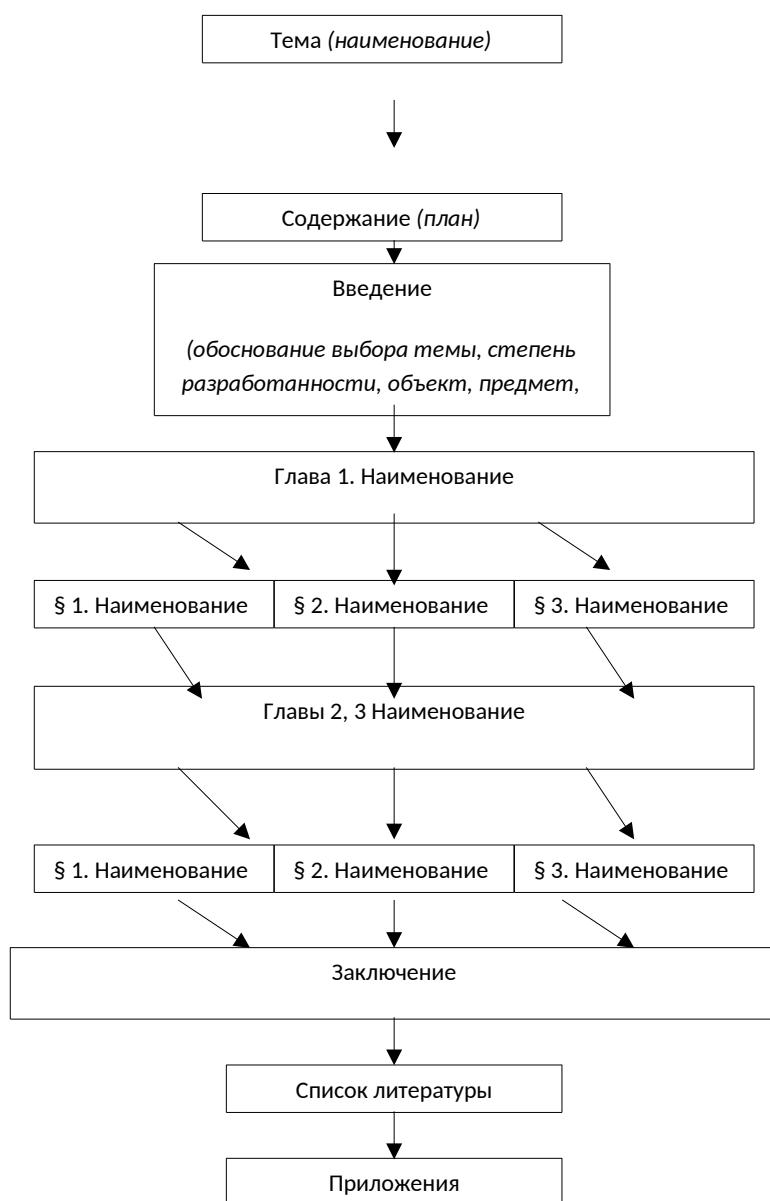 Тема (наименование)
Содержание (план)
Введение
(обоснование выбора темы, степень
разработанности, объект, предмет,
Глава 1. Наименование
§ 1. Наименование
§ 2. Наименование
§ 3. Наименование
Главы 2, 3 Наименование
§ 1. Наименование
§ 2. Наименование
§ 3. Наименование
Заключение
Список литературы
Приложения